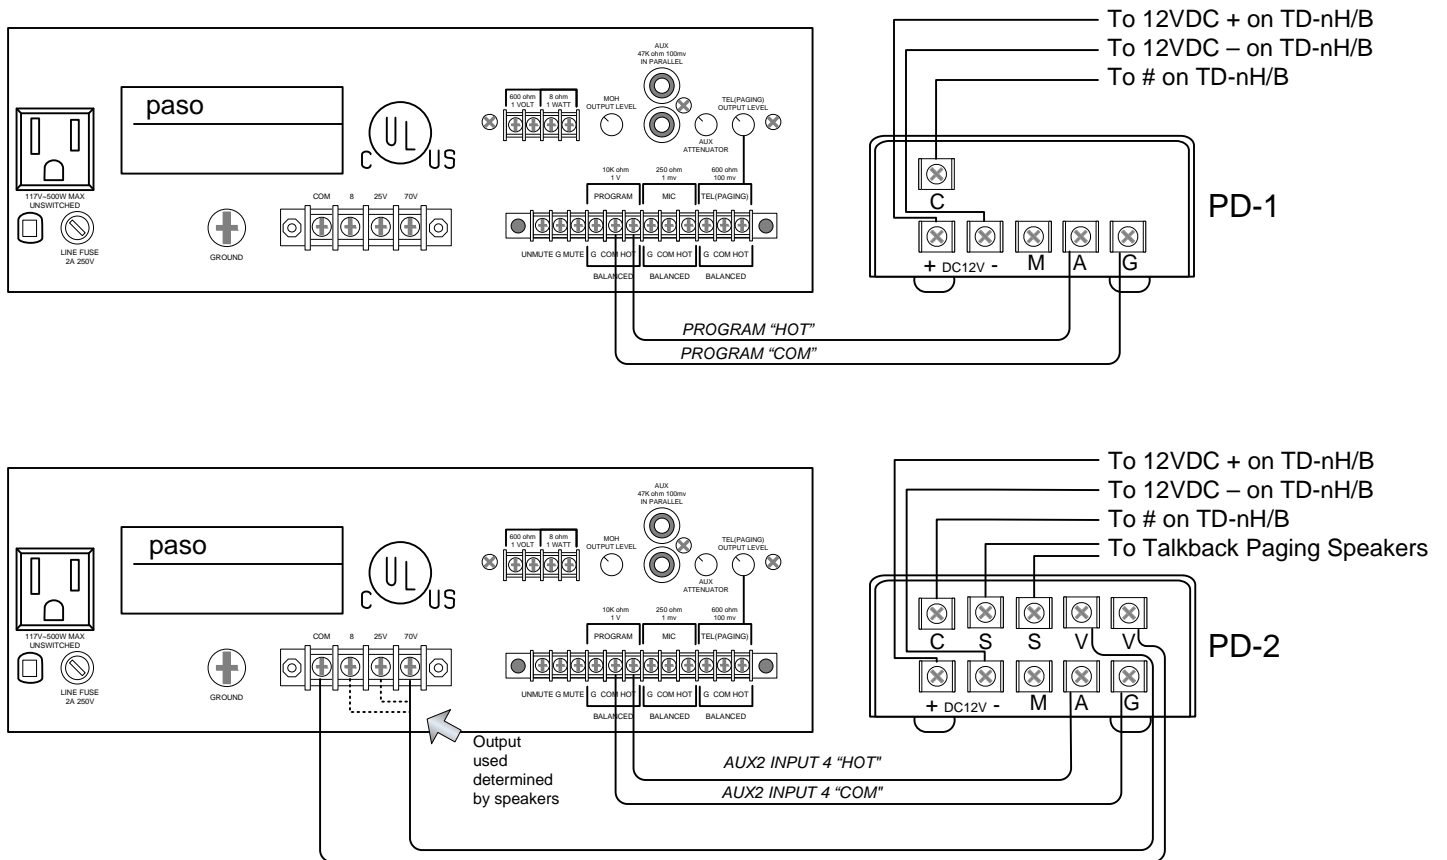 To 12VDC + on TD-nH/B
To 12VDC – on TD-nH/B
To # on TD-nH/B
AUX
47K ohm 100mv
IN PARALLEL
600 ohm 8 ohm
1 VOLT 1 WATT
MOH
OUTPUT LEVEL
TEL(PAGING)
OUTPUT LEVEL
AUX
ATTENUATOR
paso
C UL US
117V~500W MAX
UNSWITCHED
LINE FUSE
2A 250V
GROUND
COM 8 25V 70V
10K ohm 250 ohm 600 ohm
1 V 1 mv 100 mv
PROGRAM MIC TEL(PAGING)
UNMUTE G MUTE G COM HOT G COM HOT G COM HOT
BALANCED BALANCED BALANCED
C
+ DC12V - M A G
PD-1
PROGRAM “HOT”
PROGRAM “COM”
To 12VDC + on TD-nH/B
To 12VDC – on TD-nH/B
To # on TD-nH/B
To Talkback Paging Speakers
AUX
47K ohm 100mv
IN PARALLEL
600 ohm 8 ohm
1 VOLT 1 WATT
MOH
OUTPUT LEVEL
TEL(PAGING)
OUTPUT LEVEL
AUX
ATTENUATOR
paso
C UL US
117V~500W MAX
UNSWITCHED
LINE FUSE
2A 250V
GROUND
COM 8 25V 70V
10K ohm 250 ohm 600 ohm
1 V 1 mv 100 mv
PROGRAM MIC TEL(PAGING)
UNMUTE G MUTE G COM HOT G COM HOT G COM HOT
BALANCED BALANCED BALANCED
C S S V V
+ DC12V - M A G
PD-2
Output
used
determined
by speakers
AUX2 INPUT 4 “HOT"
AUX2 INPUT 4 “COM"